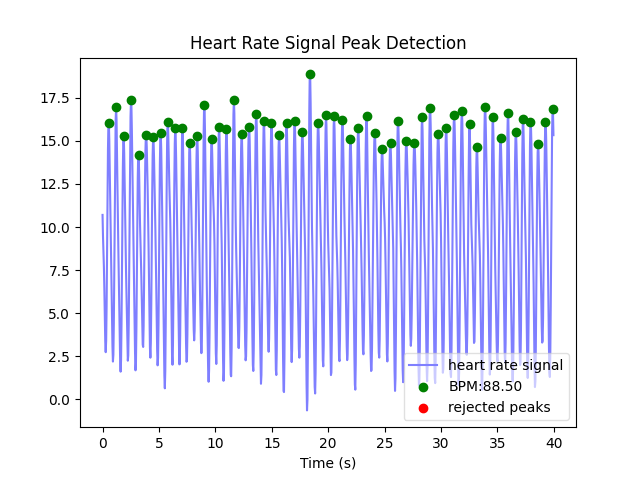 Heart Rate Signal Peak Detection
17.5
15.0
12.5
10.0
7.5
5.0
2.5
0.0
heart rate signal
BPM:88.50
rejected peaks
0 5 10 15 20 25 30 35 40
Time (s)